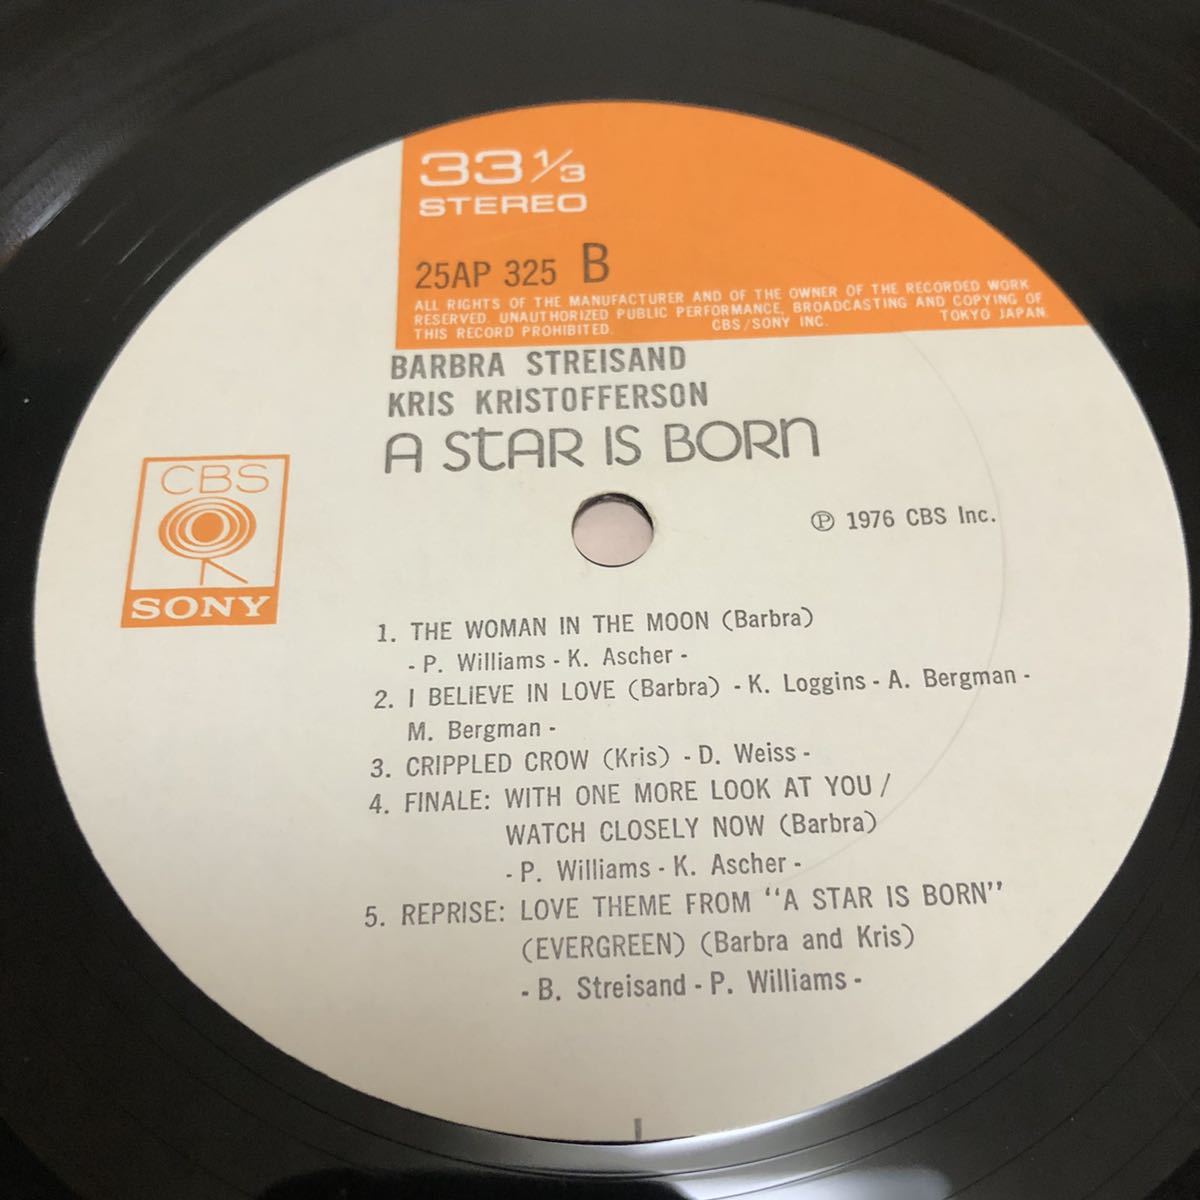 33 1/3
STEREO
25AP 325 B
ALL RIGHTS OF THE MANUFACTURER AND OF THE OWNER OF THE RECORDED WORK
RESERVED. UNAUTHORIZED PUBLIC PERFORMANCE, BROADCASTING AND COPYING OF
THIS RECORD PROHIBITED. CBS/SONY INC. TOKYO JAPAN.
BARBRA STREISAND
KRIS KRISTOFFERSON
A STAR IS BORN
CBS
SONY
Ⓟ 1976 CBS Inc.
1. THE WOMAN IN THE MOON (Barbra)
- P. Williams - K. Ascher -
2. I BELIEVE IN LOVE (Barbra) - K. Loggins - A. Bergman -
M. Bergman -
3. CRIPPLED CROW (Kris) - D. Weiss -
4. FINALE: WITH ONE MORE LOOK AT YOU /
WATCH CLOSELY NOW (Barbra)
- P. Williams - K. Ascher -
5. REPRISE: LOVE THEME FROM "A STAR IS BORN"
(EVERGREEN) (Barbra and Kris)
- B. Streisand - P. Williams -